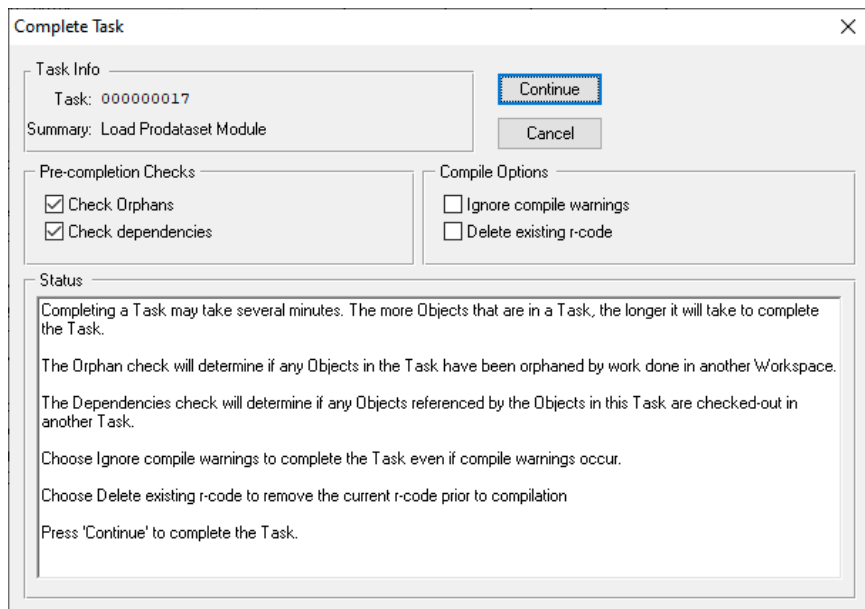 Complete Task
Task Info
Task: 000000017
Summary: Load Prodataset Module
Continue
Cancel
Pre-completion Checks
Check Orphans
Check dependencies
Compile Options
Ignore compile warnings
Delete existing r-code
Status
Completing a Task may take several minutes. The more Objects that are in a Task, the longer it will take to complete
the Task.
The Orphan check will determine if any Objects in the Task have been orphaned by work done in another Workspace.
The Dependencies check will determine if any Objects referenced by the Objects in this Task are checked-out in
another Task.
Choose Ignore compile warnings to complete the Task even if compile warnings occur.
Choose Delete existing r-code to remove the current r-code prior to compilation
Press 'Continue' to complete the Task.